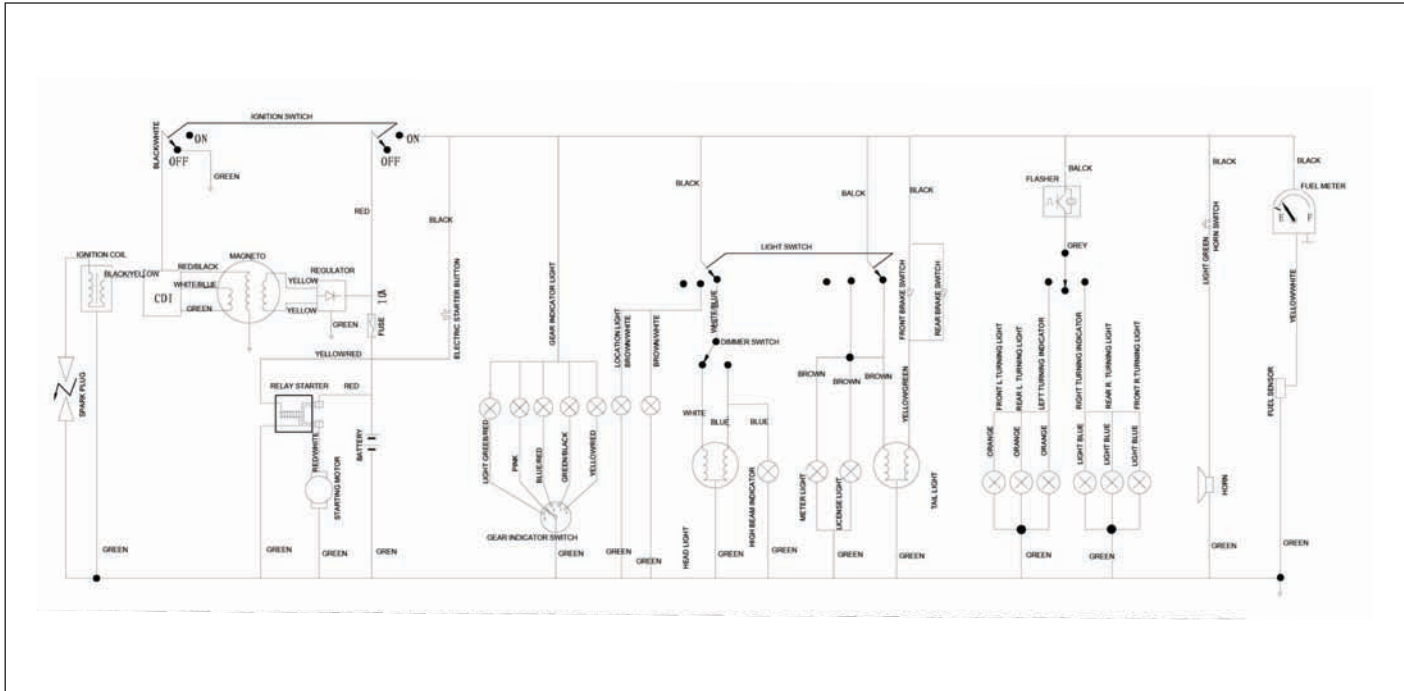 IGNITION SWTICH
BLACK/WHITE
ON
OFF
GREEN
ON
OFF
RED
BLACK
IGNITION COIL
BLACK/YELLOW
RED/BLACK
WHITE/BLUE
GREEN
CDI
MAGNETO
YELLOW
YELLOW
REGULATOR
GREEN
10A
FUSE
ELECTRIC STARTER BUTTON
YELLOW/RED
RELAY STARTER
RED
RED/WHITE
STARTING MOTOR
BATTERY
SPARK PLUG
GREEN
GREEN
GREEN
GREN
GEAR INDICATOR LIGHT
LIGHT GREEB/RED
PINK
BLUE/RED
GREEN/BLACK
YELLOW/RED
GEAR INDICATOR SWITCH
GREEN
LOCATION LIGHT
BROWN/WHITE
BROWN/WHITE
GREEN
GREEN
BLACK
LIGHT SWITCH
WHITE/BLUE
DIMMER SWITCH
WHITE
BLUE
BLUE
HEAD LIGHT
GREEN
HIGH BEAM INDICATOR
GREEN
BALCK
BLACK
FRONT BRAKE SWITCH
REAR BRAKE SWITCH
BROWN
BROWN
BROWN
YELLOW/GREEN
METER LIGHT
LICENSE LIGHT
TAIL LIGHT
GREEN
GREEN
BALCK
FLASHER
GREY
FRONT L TURNING LIGHT
REAR L TURNING LIGHT
LEFT TURNING INDICATOR
RIGHT TURNING INDICATOR
REAR R. TURNING LIGHT
FRONT R.TURNING LIGHT
ORANGE
ORANGE
ORANGE
LIGHT BLUE
LIGHT BLUE
LIGHT BLUE
GREEN
GREEN
BLACK
LIGHT GREEN
HORN SWITCH
HORN
GREEN
BLACK
FUEL METER
E F
YELLOW/WHITE
FUEL SENSOR
GREEN